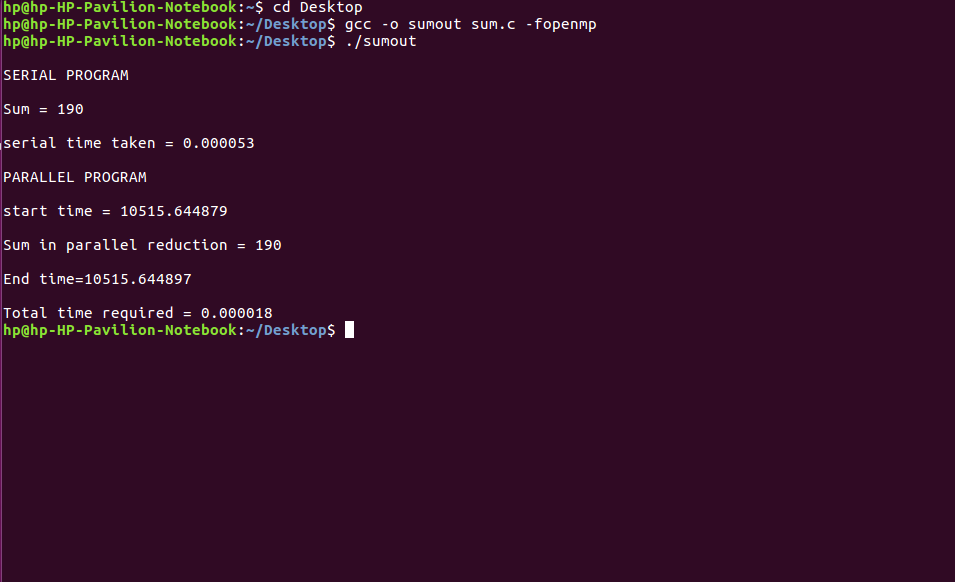 hp@hp-HP-Pavilion-Notebook:~$ cd Desktop
hp@hp-HP-Pavilion-Notebook:~/Desktop$ gcc -o sumout sum.c -fopenmp
hp@hp-HP-Pavilion-Notebook:~/Desktop$ ./sumout
SERIAL PROGRAM
Sum = 190
serial time taken = 0.000053
PARALLEL PROGRAM
start time = 10515.644879
Sum in parallel reduction = 190
End time=10515.644897
Total time required = 0.000018
hp@hp-HP-Pavilion-Notebook:~/Desktop$